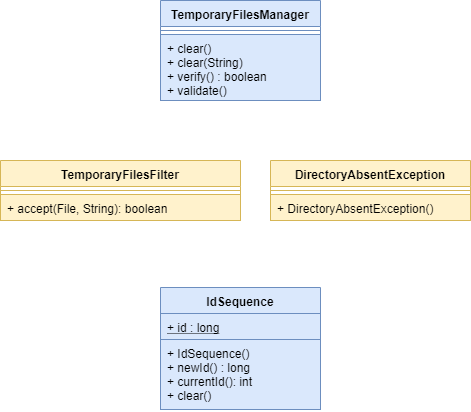 TemporaryFilesManager
+ clear()
+ clear(String)
+ verify() : boolean
+ validate()
TemporaryFilesFilter
+ accept(File, String): boolean
DirectoryAbsentException
+ DirectoryAbsentException()
IdSequence
+ id : long
+ IdSequence()
+ newId() : long
+ currentId(): int
+ clear()